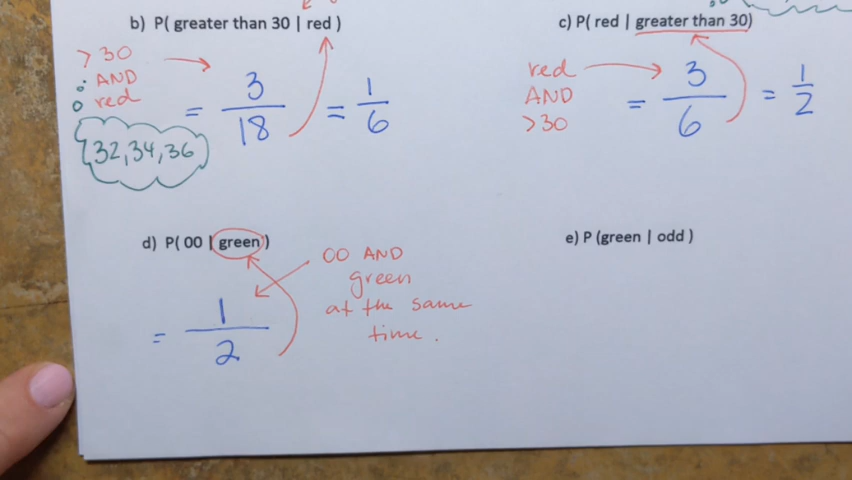 b) P( greater than 30 | red )
> 30
AND
red
= 3/18 = 1/6
32, 34, 36
c) P( red | greater than 30)
red
AND
>30
= 3/6 = 1/2
d) P( 00 | green )
00 AND
green
at the same
time.
= 1/2
e) P (green | odd )